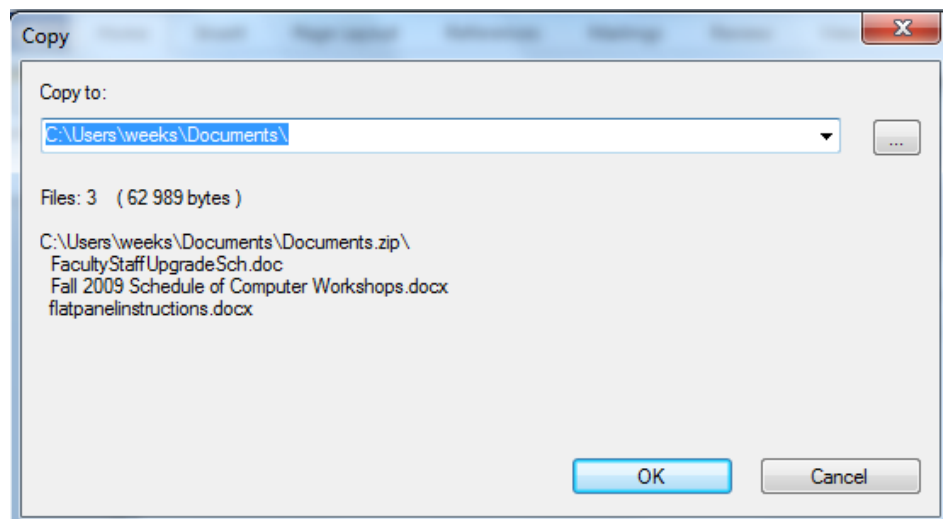 Copy
Copy to:
C:\Users\weeks\Documents\
...
Files: 3 ( 62 989 bytes )
C:\Users\weeks\Documents\Documents.zip\
FacultyStaffUpgradeSch.doc
Fall 2009 Schedule of Computer Workshops.docx
flatpanelinstructions.docx
OK Cancel